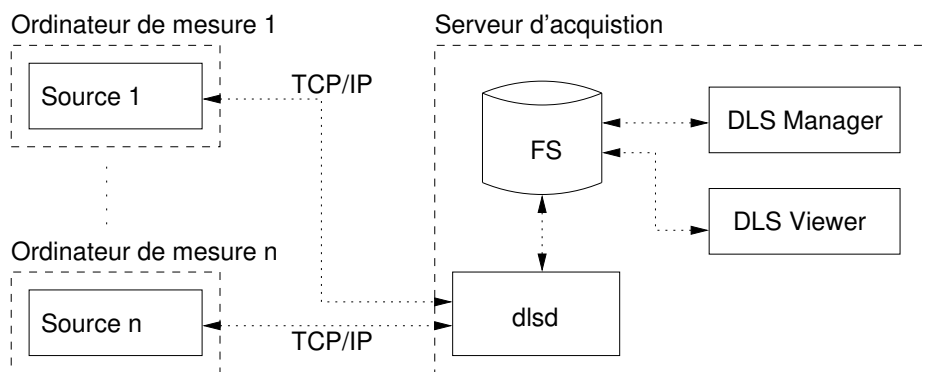 Ordinateur de mesure 1
Serveur d'acquistion
Source 1
TCP/IP
FS
DLS Manager
DLS Viewer
Ordinateur de mesure n
Source n
TCP/IP
dlsd